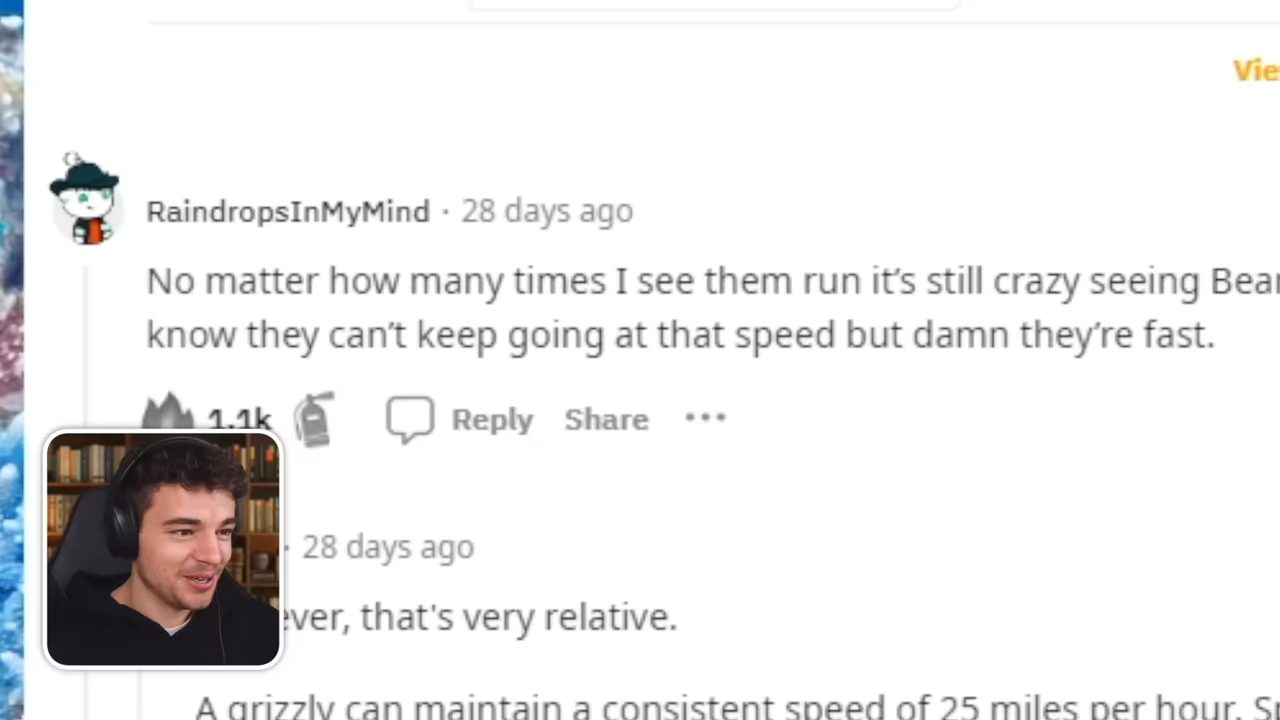 Vie
RaindropsInMyMind · 28 days ago
No matter how many times I see them run it’s still crazy seeing Bear
know they can’t keep going at that speed but damn they’re fast.
1.1k Reply Share ...
· 28 days ago
ever, that's very relative.
A grizzly can maintain a consistent speed of 25 miles per hour. S